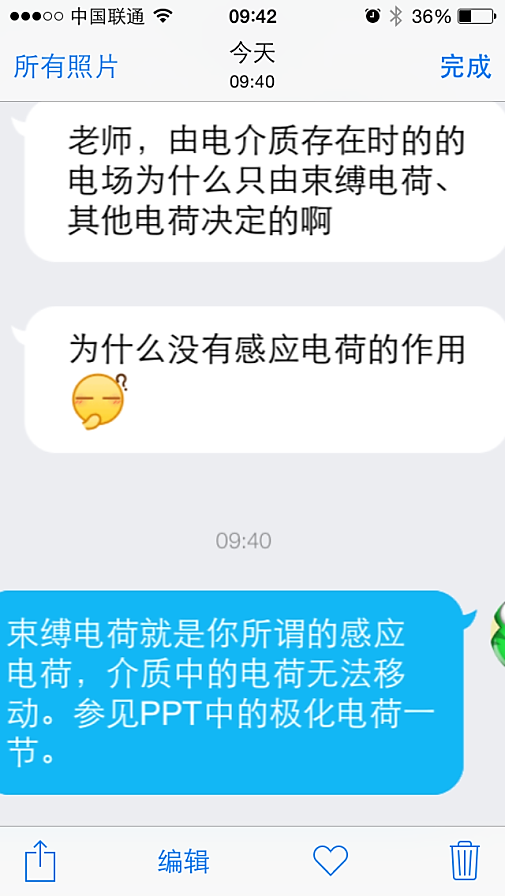 中国联通 09:42 36%
所有照片 今天 完成
09:40
老师，由电介质存在时的的
电场为什么只由束缚电荷、
其他电荷决定的啊
为什么没有感应电荷的作用
?
09:40
束缚电荷就是你所谓的感应
电荷，介质中的电荷无法移
动。参见PPT中的极化电荷一
节。
编辑